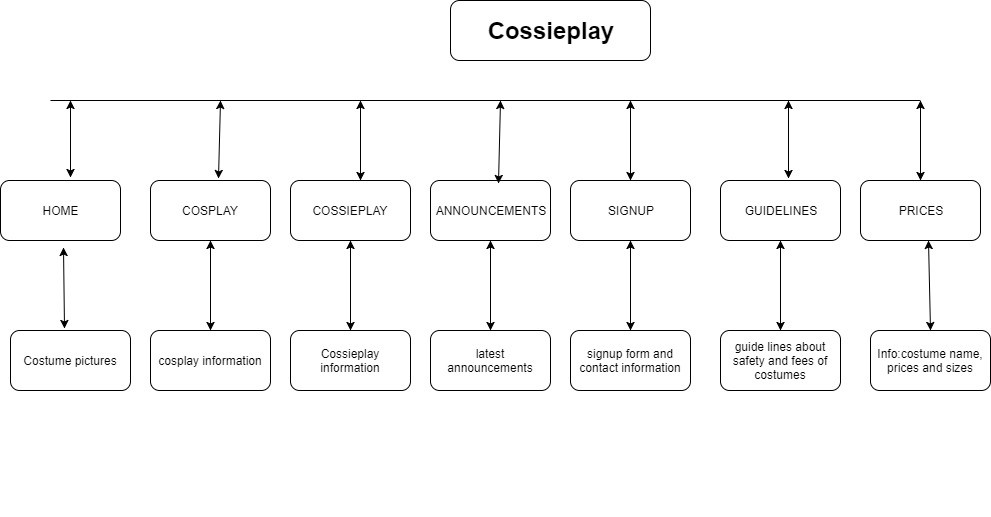 Cossieplay
HOME
COSPLAY
COSSIEPLAY
ANNOUNCEMENTS
SIGNUP
GUIDELINES
PRICES
Costume pictures
cosplay information
Cossieplay
information
latest
announcements
signup form and
contact information
guide lines about
safety and fees of
costumes
Info:costume name,
prices and sizes